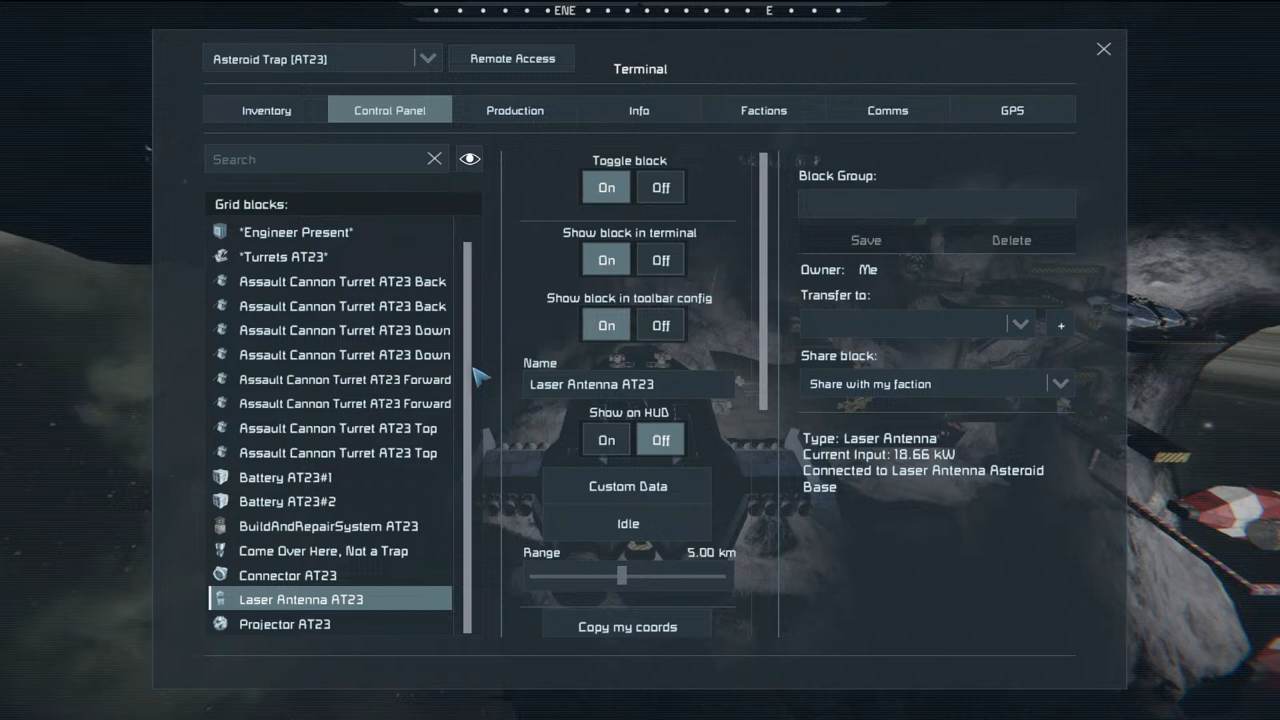 ENE
E
Asteroid Trap [AT23]
Remote Access
Terminal
Inventory
Control Panel
Production
Info
Factions
Comms
GPS
Search
Grid blocks:
*Engineer Present*
*Turrets AT23*
Assault Cannon Turret AT23 Back
Assault Cannon Turret AT23 Back
Assault Cannon Turret AT23 Down
Assault Cannon Turret AT23 Down
Assault Cannon Turret AT23 Forward
Assault Cannon Turret AT23 Forward
Assault Cannon Turret AT23 Top
Assault Cannon Turret AT23 Top
Battery AT23#1
Battery AT23#2
BuildAndRepairSystem AT23
Come Over Here, Not a Trap
Connector AT23
Laser Antenna AT23
Projector AT23
Toggle block
On Off
Show block in terminal
On Off
Show block in toolbar config
On Off
Name
Laser Antenna AT23
Show on HUD
On Off
Custom Data
Idle
Range 5.00 km
Copy my coords
Block Group:
Save Delete
Owner: Me
Transfer to:
+
Share block:
Share with my faction
Type: Laser Antenna
Current Input: 18.66 kW
Connected to Laser Antenna Asteroid
Base